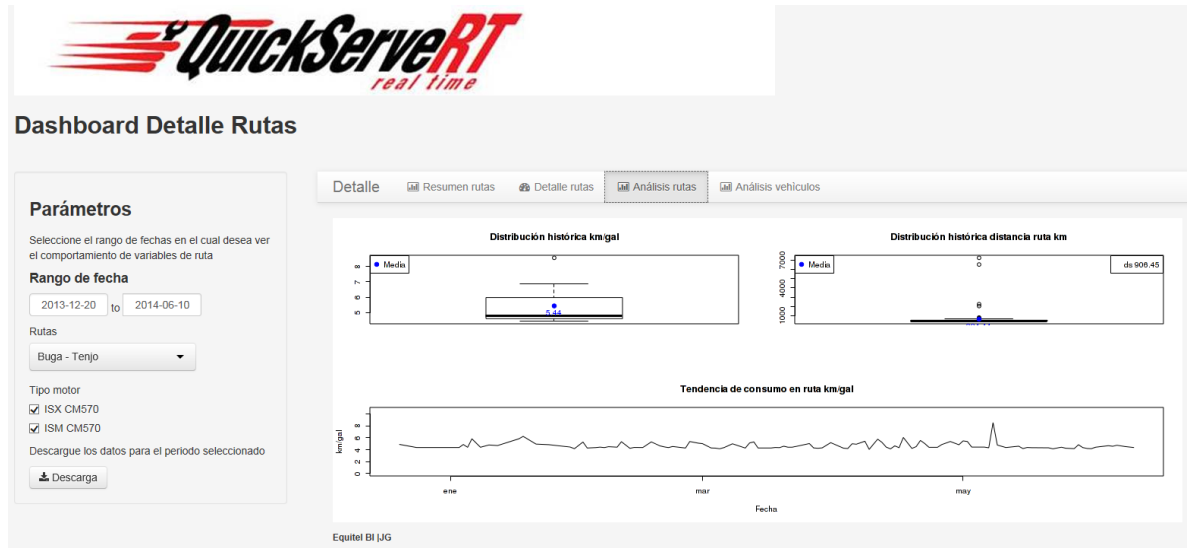 QuickServeRT
real time
Dashboard Detalle Rutas
Parámetros
Seleccione el rango de fechas en el cual desea ver
el comportamiento de variables de ruta
Rango de fecha
2013-12-20 to 2014-06-10
Rutas
Buga - Tenjo
Tipo motor
ISX CM570
ISM CM570
Descargue los datos para el periodo seleccionado
Descarga
Detalle Resumen rutas Detalle rutas Análisis rutas Análisis vehículos
Distribución histórica km/gal
Media
8
7
6
5
5.44
Distribución histórica distancia ruta km
Media
ds 906.45
7000
4000
1000
Tendencia de consumo en ruta km/gal
km/gal
8
6
4
2
0
ene mar may
Fecha
Equitel BI |JG